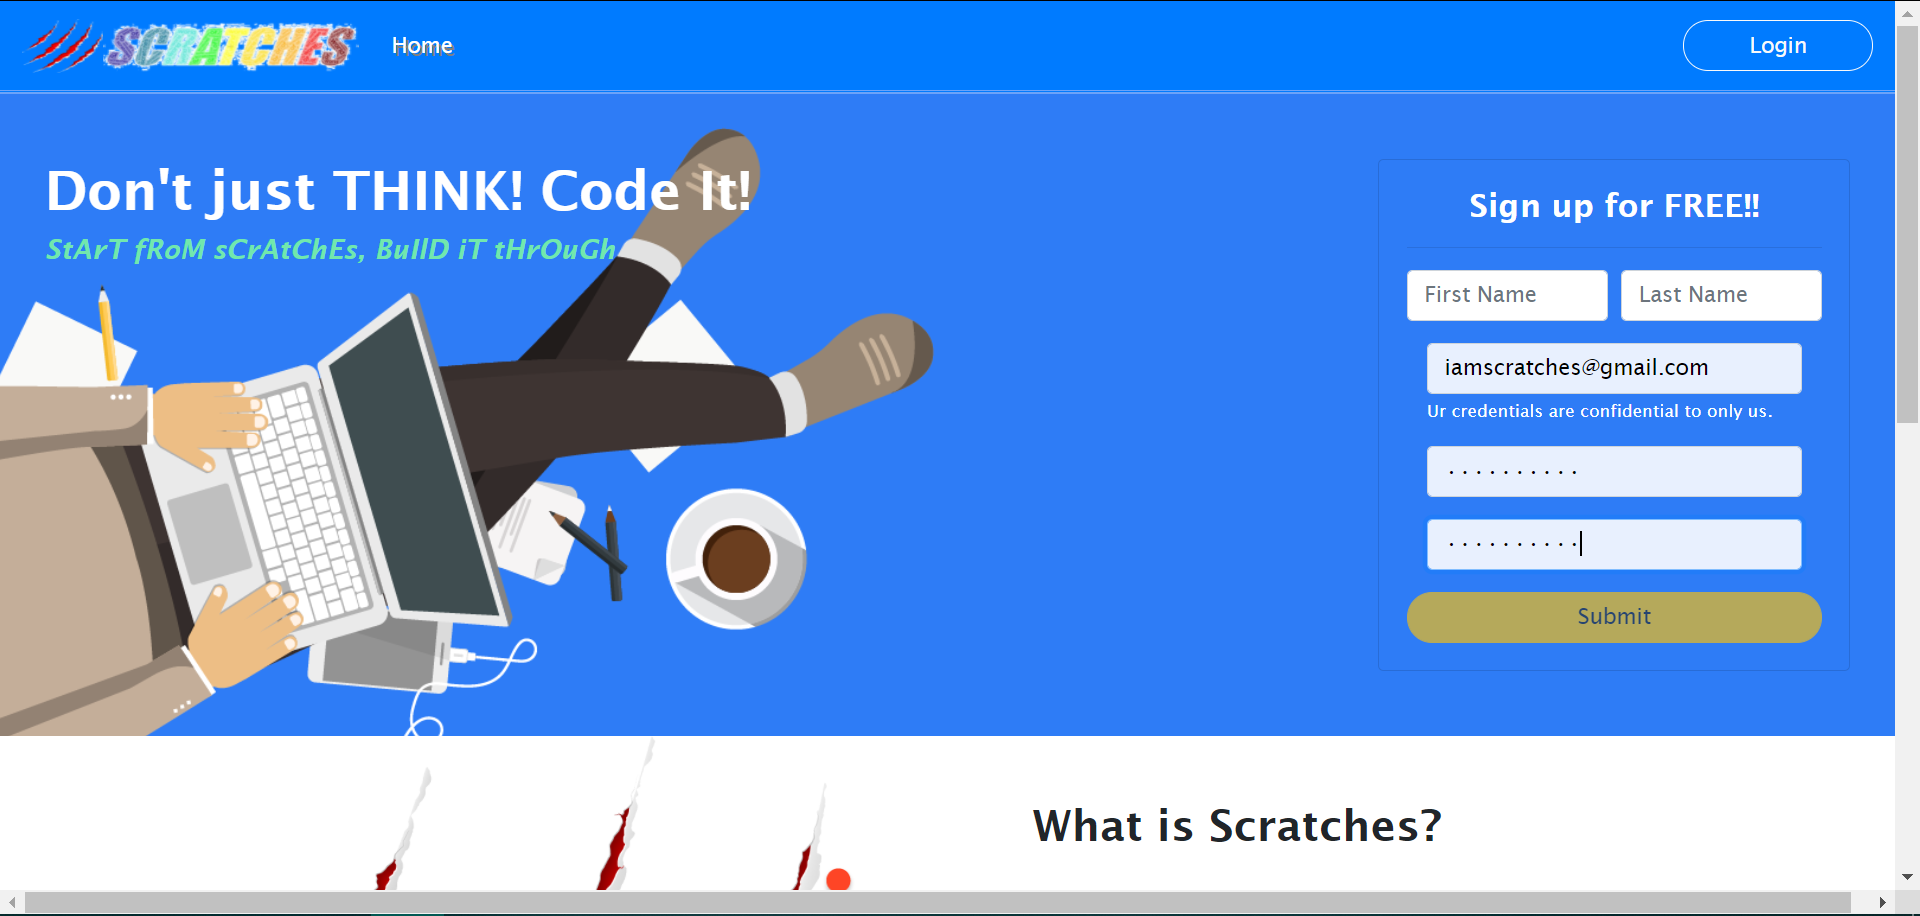 SCRATCHES Home Login
Don't just THINK! Code It!
StArT fRoM sCrAtChEs, BuIlD iT tHrOuGh
Sign up for FREE!!
First Name Last Name
iamscratches@gmail.com
Ur credentials are confidential to only us.
··········
··········
Submit
What is Scratches?